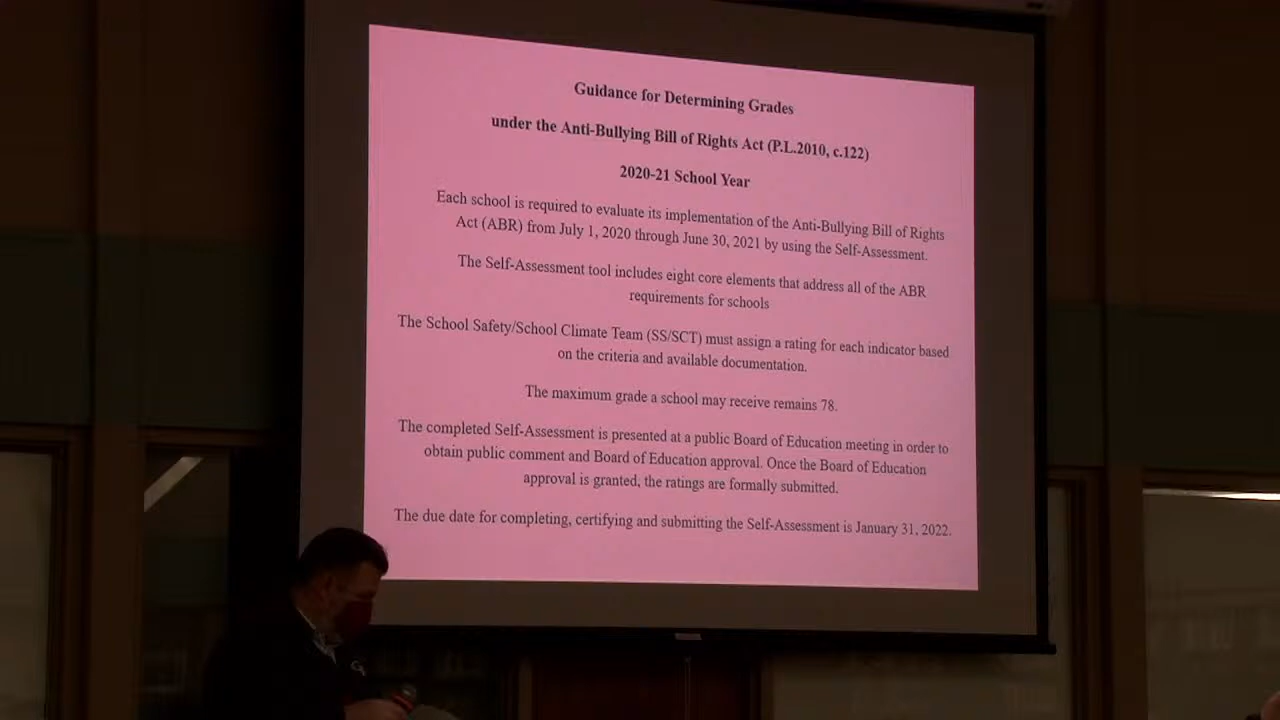 Guidance for Determining Grades
under the Anti-Bullying Bill of Rights Act (P.L.2010, c.122)
2020-21 School Year
Each school is required to evaluate its implementation of the Anti-Bullying Bill of Rights
Act (ABR) from July 1, 2020 through June 30, 2021 by using the Self-Assessment.
The Self-Assessment tool includes eight core elements that address all of the ABR
requirements for schools
The School Safety/School Climate Team (SS/SCT) must assign a rating for each indicator based
on the criteria and available documentation.
The maximum grade a school may receive remains 78.
The completed Self-Assessment is presented at a public Board of Education meeting in order to
obtain public comment and Board of Education approval. Once the Board of Education
approval is granted, the ratings are formally submitted.
The due date for completing, certifying and submitting the Self-Assessment is January 31, 2022.